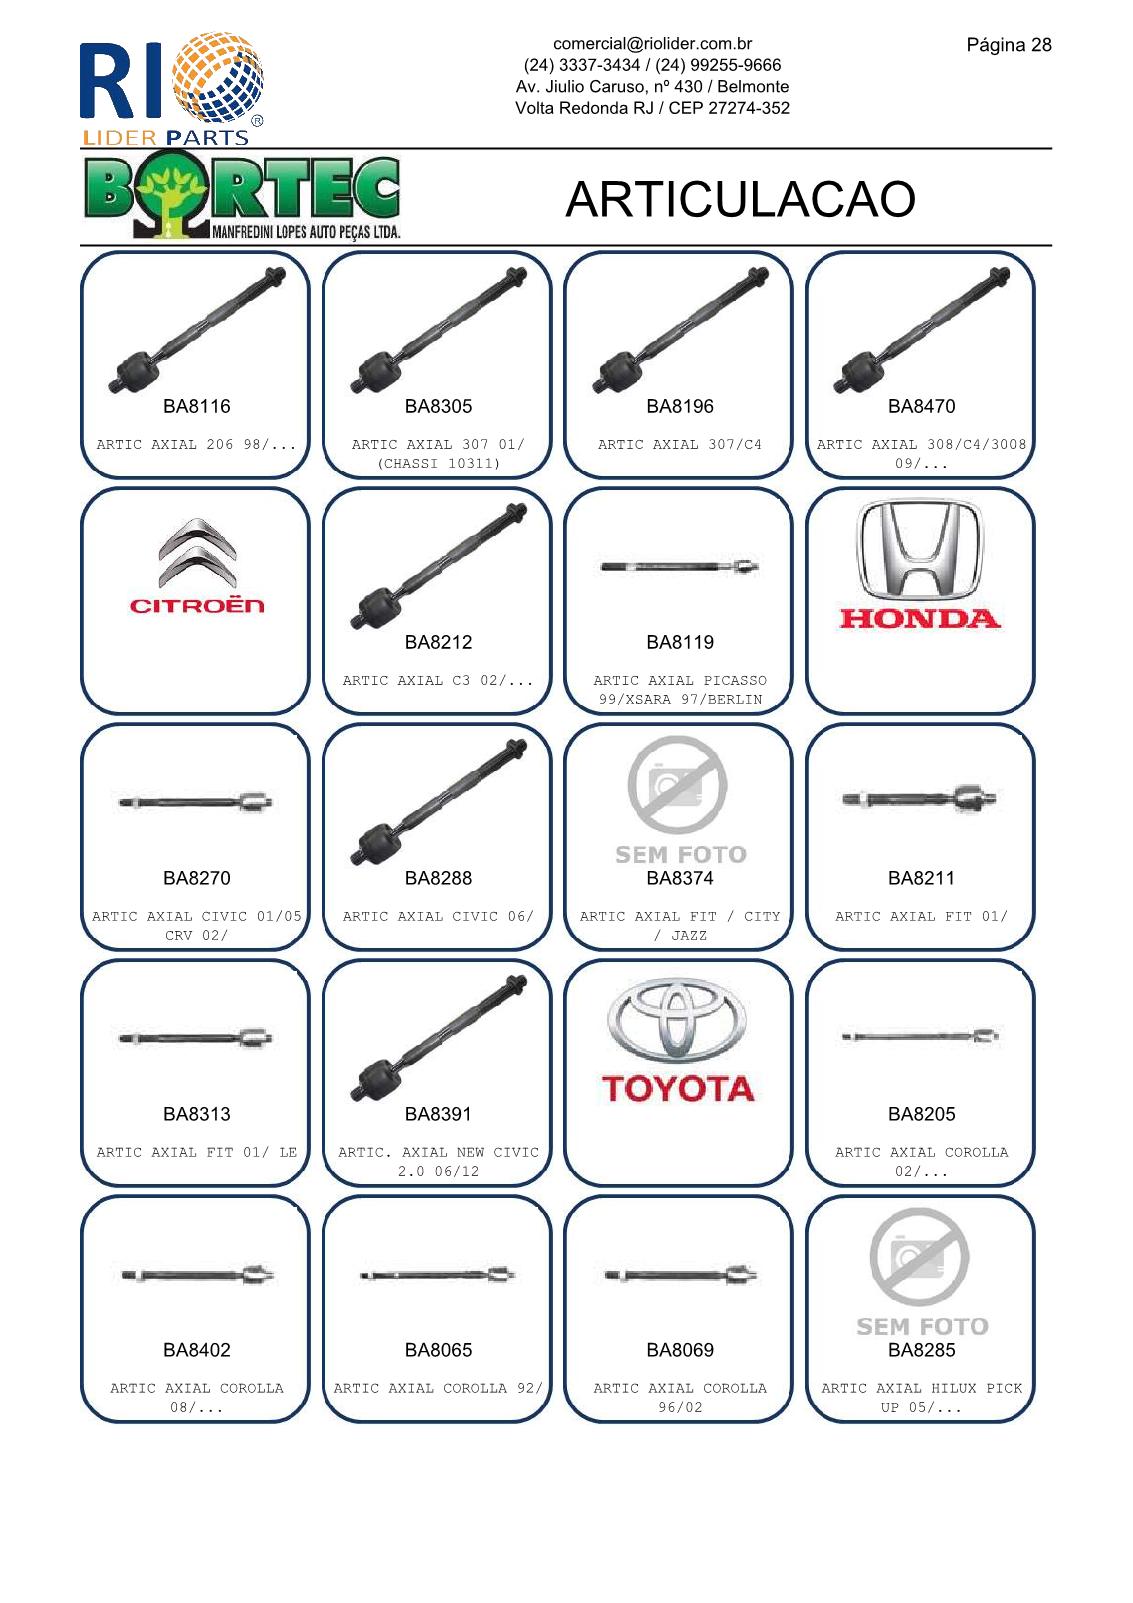 RIO
LIDER PARTS
®
comercial@riolider.com.br
(24) 3337-3434 / (24) 99255-9666
Av. Jiulio Caruso, nº 430 / Belmonte
Volta Redonda RJ / CEP 27274-352
Página 28
BORTEC
MANFREDINI LOPES AUTO PEÇAS LTDA.
ARTICULACAO
BA8116
ARTIC AXIAL 206 98/...
BA8305
ARTIC AXIAL 307 01/
(CHASSI 10311)
BA8196
ARTIC AXIAL 307/C4
BA8470
ARTIC AXIAL 308/C4/3008
09/...
CITROËN
BA8212
ARTIC AXIAL C3 02/...
BA8119
ARTIC AXIAL PICASSO
99/XSARA 97/BERLIN
HONDA
BA8270
ARTIC AXIAL CIVIC 01/05
CRV 02/
BA8288
ARTIC AXIAL CIVIC 06/
SEM FOTO
BA8374
ARTIC AXIAL FIT / CITY
/ JAZZ
BA8211
ARTIC AXIAL FIT 01/
BA8313
ARTIC AXIAL FIT 01/ LE
BA8391
ARTIC. AXIAL NEW CIVIC
2.0 06/12
TOYOTA
BA8205
ARTIC AXIAL COROLLA
02/...
BA8402
ARTIC AXIAL COROLLA
08/...
BA8065
ARTIC AXIAL COROLLA 92/
BA8069
ARTIC AXIAL COROLLA
96/02
SEM FOTO
BA8285
ARTIC AXIAL HILUX PICK
UP 05/...